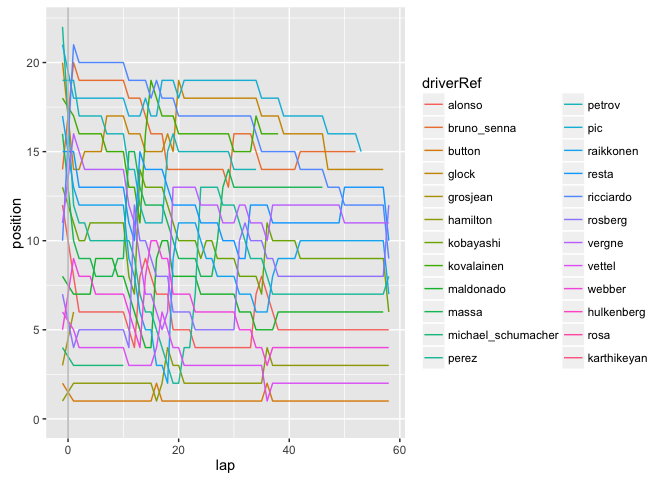 20
15
10
5
0
position
0
20
40
60
lap
driverRef
alonso
bruno_senna
button
glock
grosjean
hamilton
kobayashi
kovalainen
maldonado
massa
michael_schumacher
perez
petrov
pic
raikkonen
resta
ricciardo
rosberg
vergne
vettel
webber
hulkenberg
rosa
karthikeyan